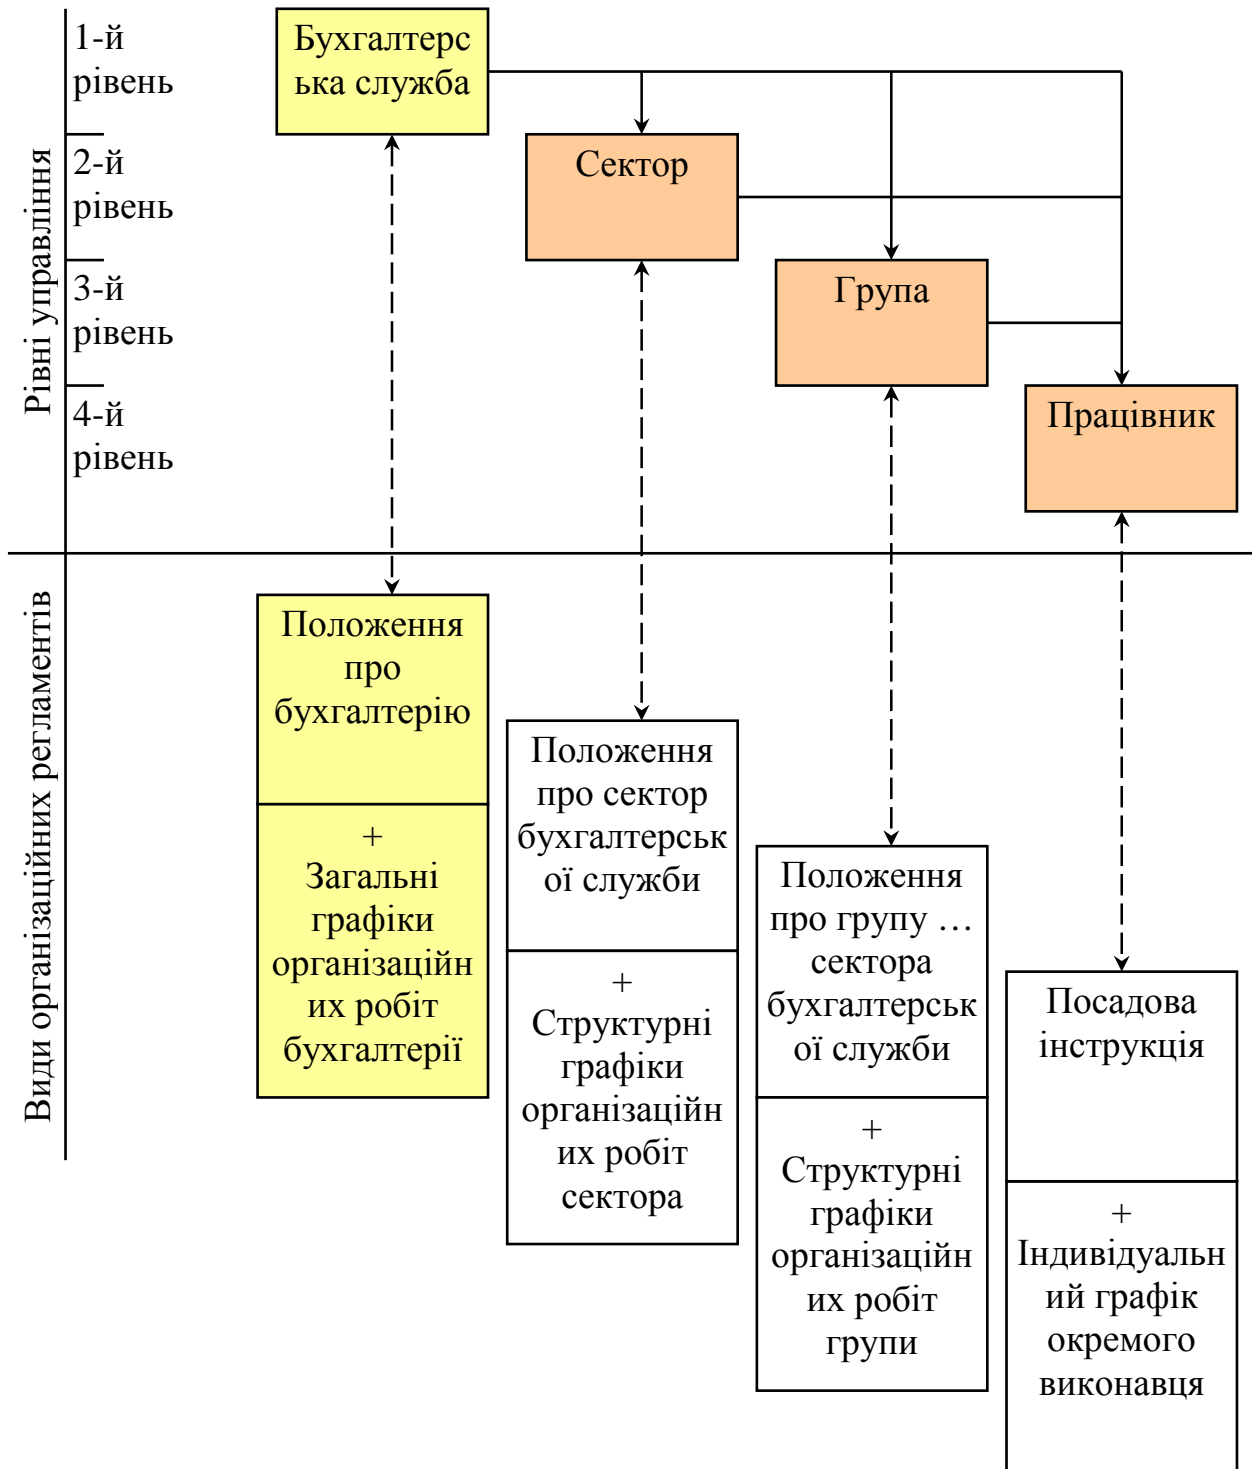 Рівні управління
1-й
рівень
2-й
рівень
3-й
рівень
4-й
рівень
Бухгалтерс
ька служба
Сектор
Група
Працівник
Види організаційних регламентів
Положення
про
бухгалтерію
+
Загальні
графіки
організаційн
их робіт
бухгалтерії
Положення
про сектор
бухгалтерськ
ої служби
+
Структурні
графіки
організаційн
их робіт
сектора
Положення
про групу …
сектора
бухгалтерськ
ої служби
+
Структурні
графіки
організаційн
их робіт
групи
Посадова
інструкція
+
Індивідуальн
ий графік
окремого
виконавця